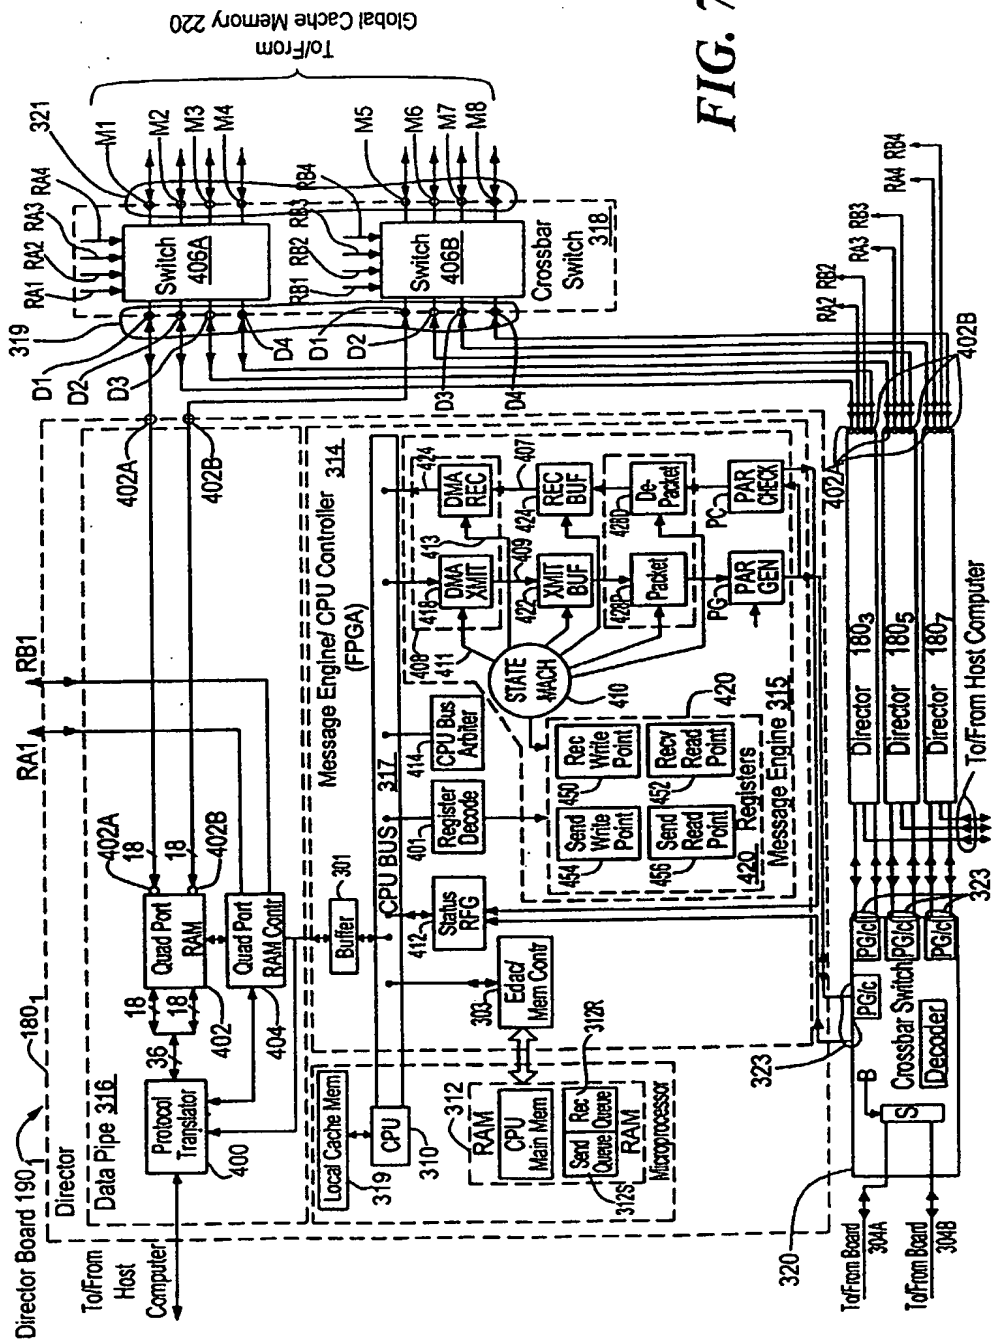 Director Board 190₁
180₁
Director
Data Pipe 316
To/From
Host
Computer
Protocol
Translator
400
36
18
18
402
404
Quad Port
RAM
Quad Port
RAM Contr
402A
18
18
402B
RA1
RB1
402A
402B
Message Engine/ CPU Controller
(FPGA)
314
Buffer
301
CPU BUS
317
Local Cache Mem
319
CPU
310
312
RAM
CPU
Main Mem
Send
Queue
Rec
Queue
RAM
Microprocessor
312S
312R
303
Edac/
Mem Contr
412
Status
RFG
401
Register
Decode
414
CPU Bus
Arbiter
408
411
418
DMA
XMIT
413
DMA
REC
424
409
407
422
XMIT
BUF
424
REC
BUF
428P
Packet
428D
De-
Packet
PG
PAR
GEN
PC
PAR
CHECK
STATE
MACH
410
420
454
Send
Write
Point
450
Rec
Write
Point
456
Send
Read
Point
452
Recv
Read
Point
420
Registers
Message Engine 315
319
D1
D2
D3
D4
D1
D2
D3
D4
RA1
RA2
RA3
RA4
Switch
406A
RB1
RB2
RB3
RB4
Switch
406B
Crossbar
Switch
318
321
M1
M2
M3
M4
M5
M6
M7
M8
To/From
Global Cache Memory 220
320
To/From Board
304A
To/From Board
304B
S
B
323
PG/c
Crossbar Switch
Decoder
PG/c
PG/c
PG/c
323
To/From Host Computer
Director 180₃
Director 180₅
Director 180₇
402A
402B
RA2
RB2
RA3
RB3
RA4
RB4
FIG. 7